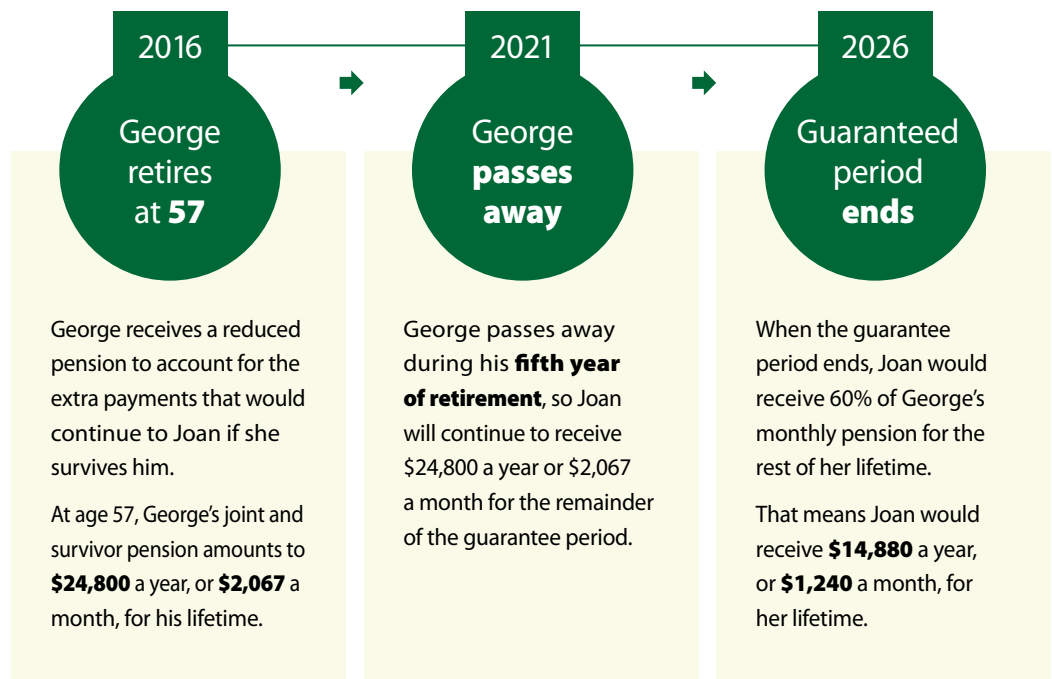 2016
George
retires
at 57
George receives a reduced
pension to account for the
extra payments that would
continue to Joan if she
survives him.
At age 57, George’s joint and
survivor pension amounts to
$24,800 a year, or $2,067 a
month, for his lifetime.
2021
George
passes
away
George passes away
during his fifth year
of retirement, so Joan
will continue to receive
$24,800 a year or $2,067
a month for the remainder
of the guarantee period.
2026
Guaranteed
period
ends
When the guarantee
period ends, Joan would
receive 60% of George’s
monthly pension for the
rest of her lifetime.
That means Joan would
receive $14,880 a year,
or $1,240 a month, for
her lifetime.